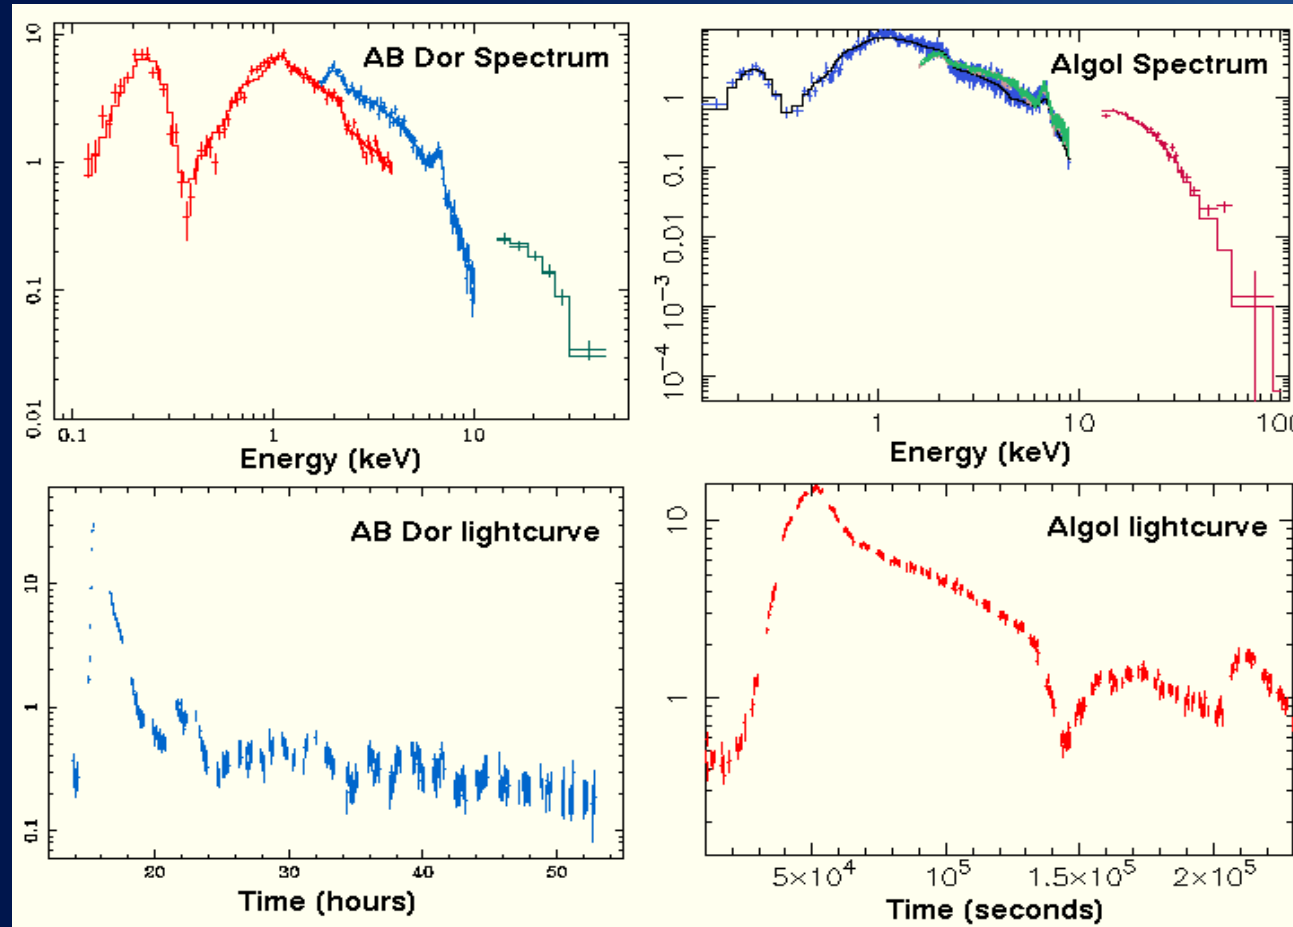 AB Dor Spectrum
10
1
0.1
0.01
0.1 1 10
Energy (keV)
Algol Spectrum
1
0.1
0.01
10⁻³
10⁻⁴
1 10 100
Energy (keV)
AB Dor lightcurve
10
1
0.1
20 30 40 50
Time (hours)
Algol lightcurve
10
1
5×10⁴ 10⁵ 1.5×10⁵ 2×10⁵
Time (seconds)